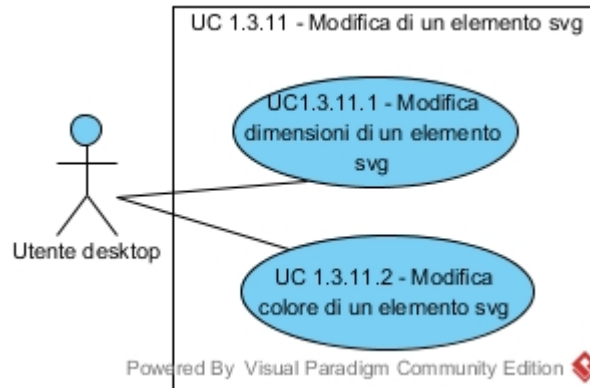 UC 1.3.11 - Modifica di un elemento svg
UC1.3.11.1 - Modifica
dimensioni di un elemento
svg
Utente desktop
UC 1.3.11.2 - Modifica
colore di un elemento svg
Powered By Visual Paradigm Community Edition